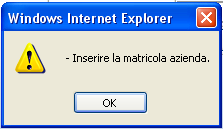 Windows Internet Explorer
- Inserire la matricola azienda.
OK